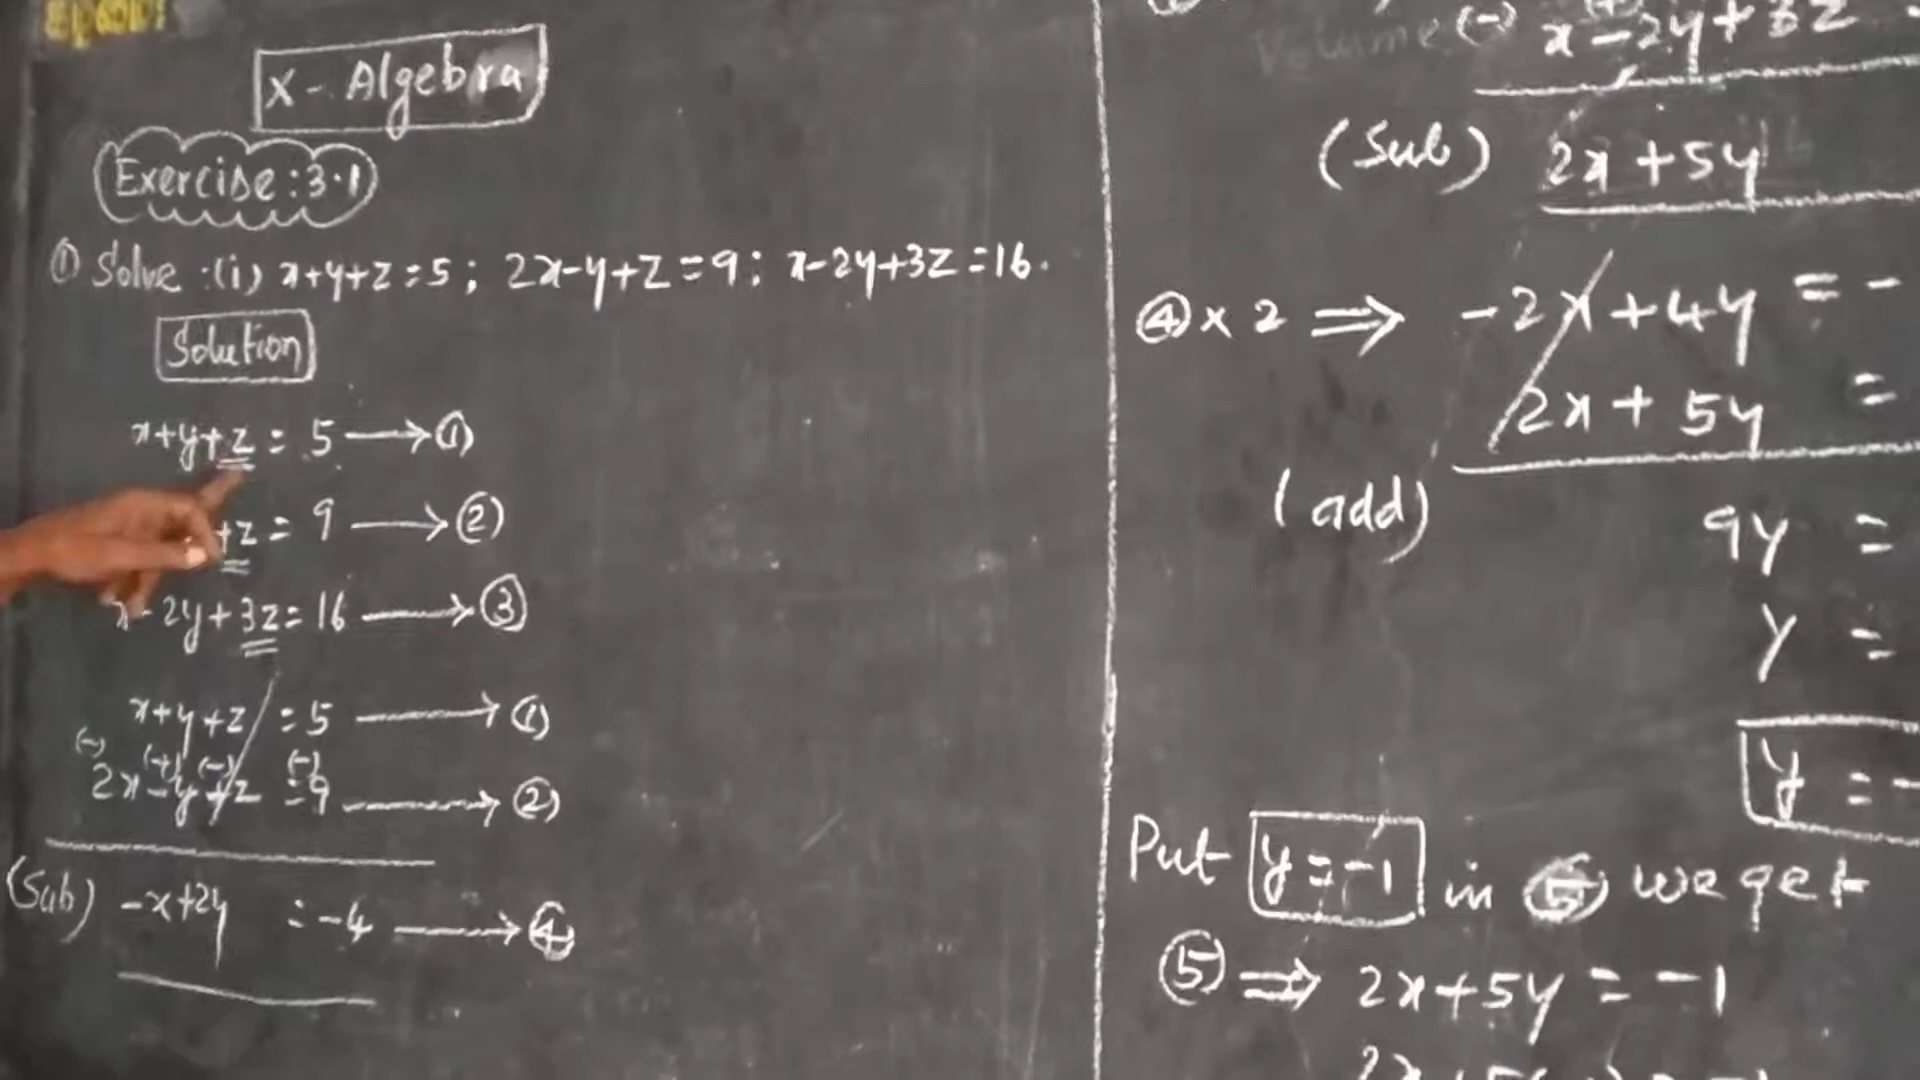 X - Algebra
Exercise : 3.1
① Solve : (i) x+y+z = 5 ; 2x-y+z = 9 : x-2y+3z = 16.
Solution
x+y+z = 5 → ①
+z = 9 → ②
x-2y+3z = 16 → ③
x+y+z = 5 → ①
(-) (+) (-) (-)
2x-y+z = 9 → ②
(Sub) -x+2y = -4 → ④
Volume (-) (+)
x-2y+3z
(Sub) 2x+5y
④ x 2 ⇒ -2x+4y = -
2x + 5y =
(add) 9y =
y =
y = -
Put y = -1 in ⑤ we get
⑤ ⇒ 2x+5y = -1